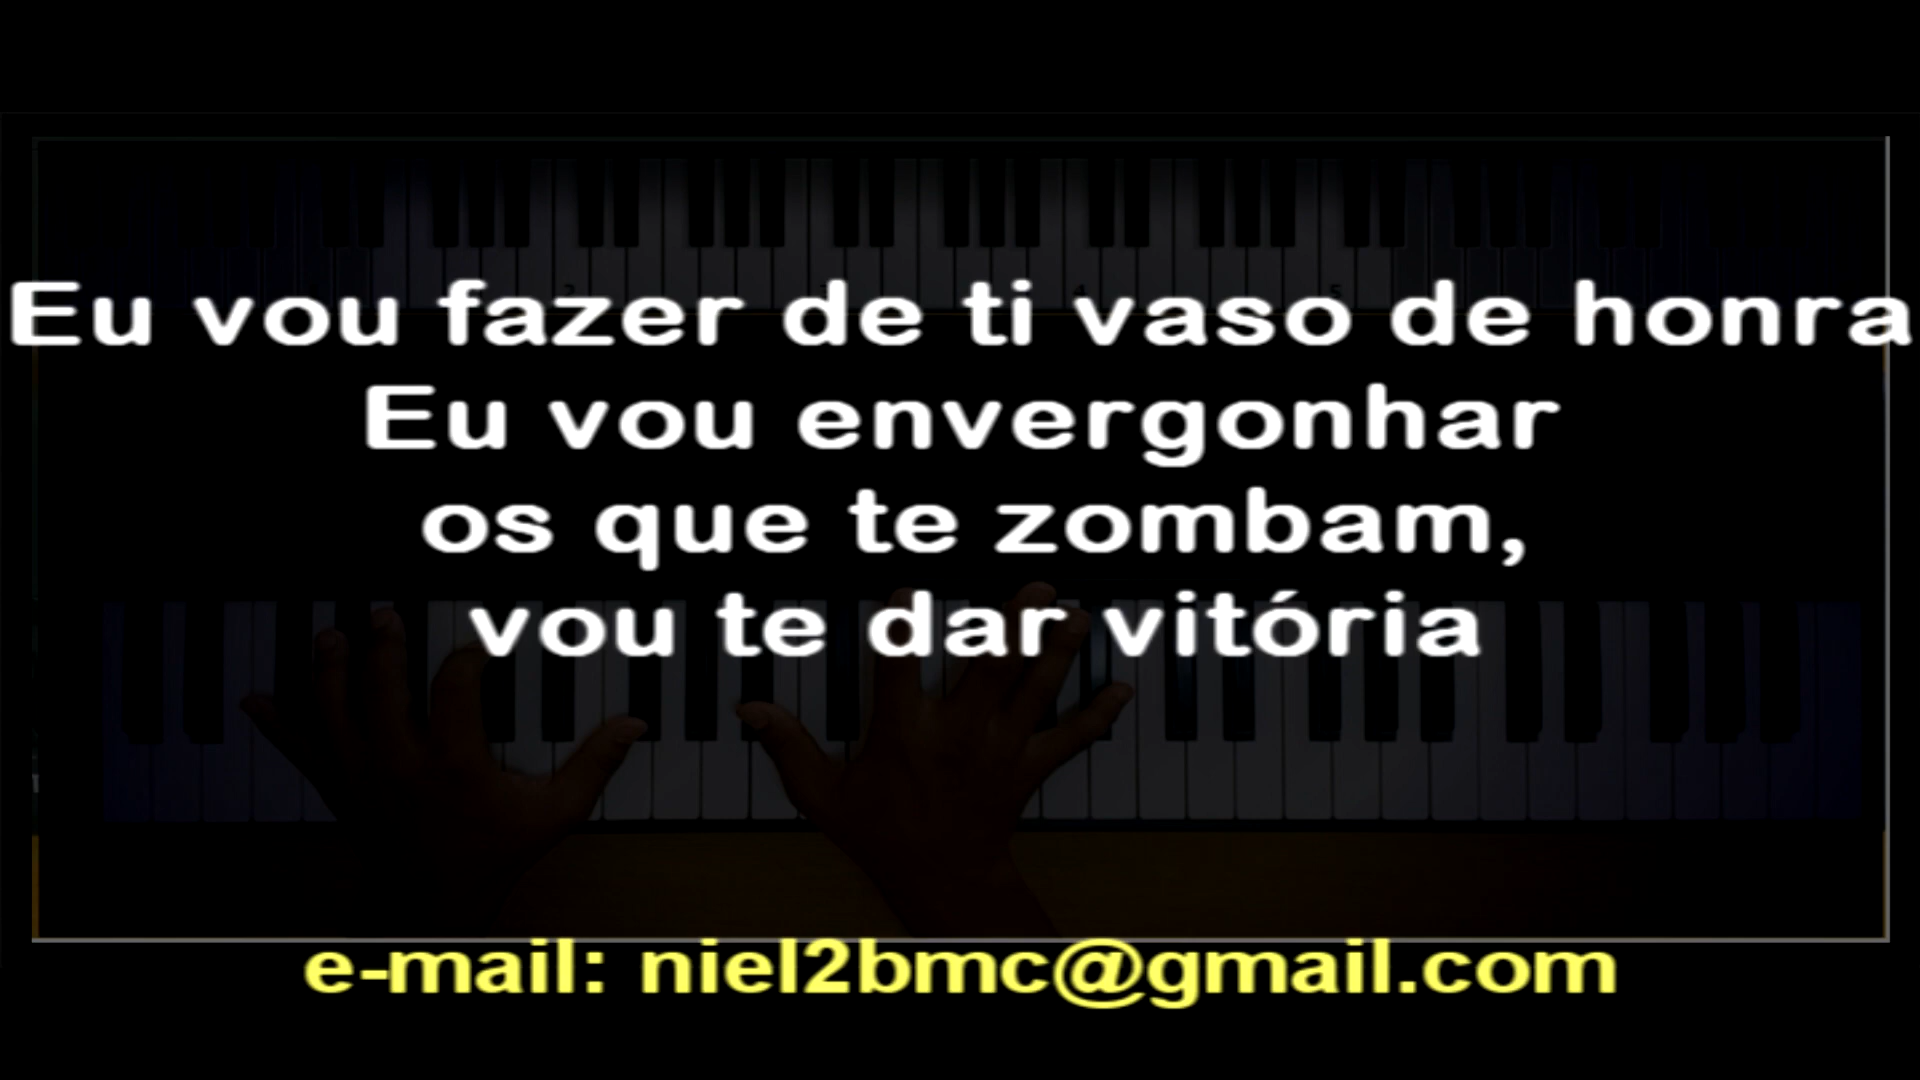 Eu vou fazer de ti vaso de honra
Eu vou envergonhar
os que te zombam,
vou te dar vitória
e-mail: niel2bmc@gmail.com